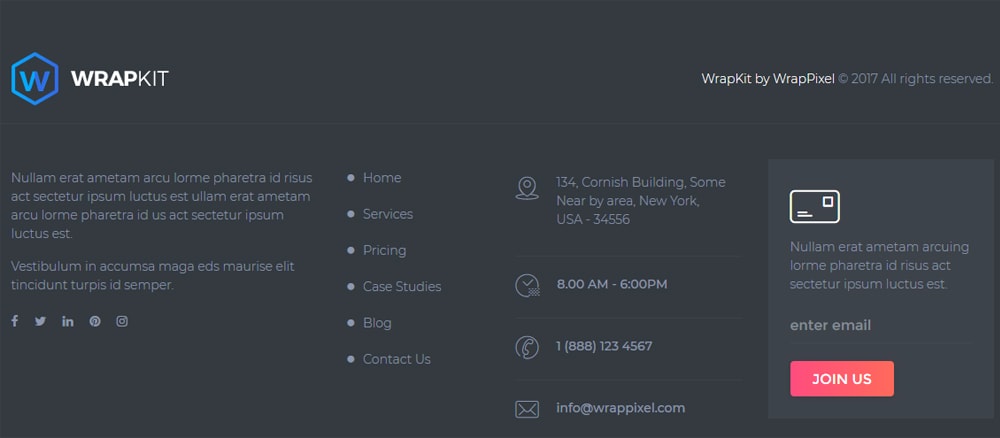 W WRAPKIT
WrapKit by WrapPixel © 2017 All rights reserved.
Nullam erat ametam arcu lorme pharetra id risus
act sectetur ipsum luctus est ullam erat ametam
arcu lorme pharetra id us act sectetur ipsum
luctus est.
Vestibulum in accumsa maga eds maurise elit
tincidunt turpis id semper.
f in
Home
Services
Pricing
Case Studies
Blog
Contact Us
134, Cornish Building, Some
Near by area, New York,
USA - 34556
8.00 AM - 6:00PM
1 (888) 123 4567
info@wrappixel.com
Nullam erat ametam arcuing
lorme pharetra id risus act
sectetur ipsum luctus est.
enter email
JOIN US